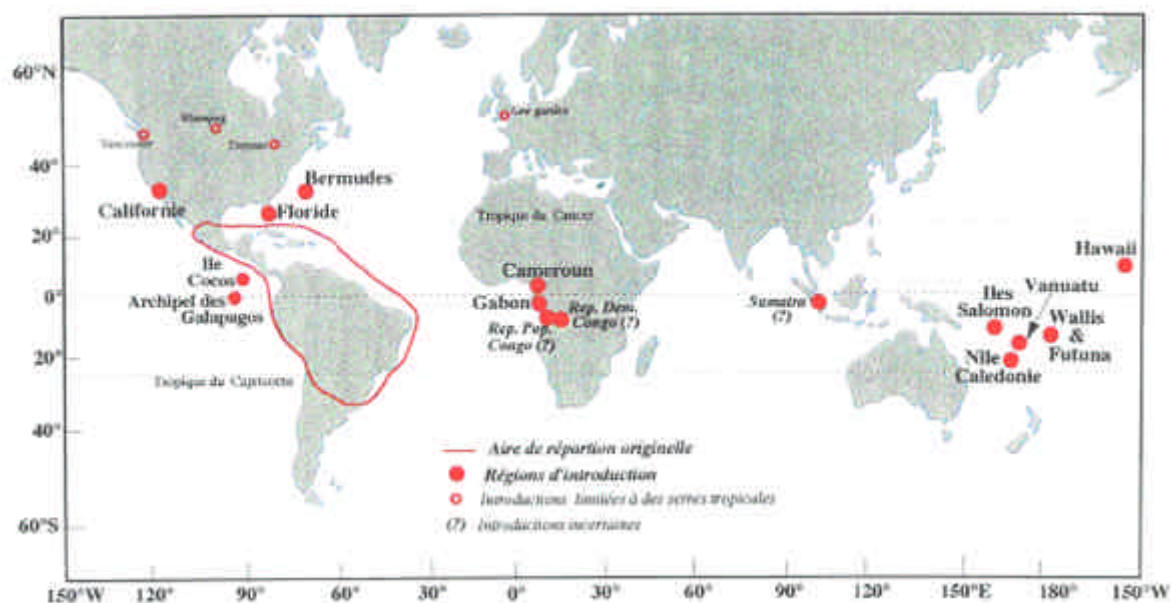 60°N
40°
20°
0°
20°
40°
60°S
Vancouver
Winnipeg
Kew garden
Californie
Bermudes
Floride
Ile
Cocos
Archipel des
Galapagos
Tropique du Cancer
Tropique du Capricorne
Cameroun
Gabon
Rep. Dem.
Congo (?)
Rep. Pop.
Congo (?)
Sumatra
(?)
Hawaii
Vanuatu
Iles
Salomon
Wallis
&
Futuna
Nlle
Caledonie
Aire de répartion originelle
Régions d'introduction
Introductions limitées à des serres tropicales
(?) Introductions incertaines
150°W 120° 90° 60° 30° 0° 30° 60° 90° 120° 150°E 180° 150°W